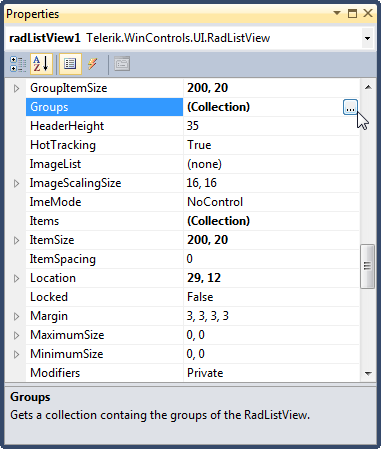 Properties
radListView1 Telerik.WinControls.UI.RadListView
GroupItemSize 200, 20
Groups (Collection) ...
HeaderHeight 35
HotTracking True
ImageList (none)
ImageScalingSize 16, 16
ImeMode NoControl
Items (Collection)
ItemSize 200, 20
ItemSpacing 0
Location 29, 12
Locked False
Margin 3, 3, 3, 3
MaximumSize 0, 0
MinimumSize 0, 0
Modifiers Private
Groups
Gets a collection containg the groups of the RadListView.